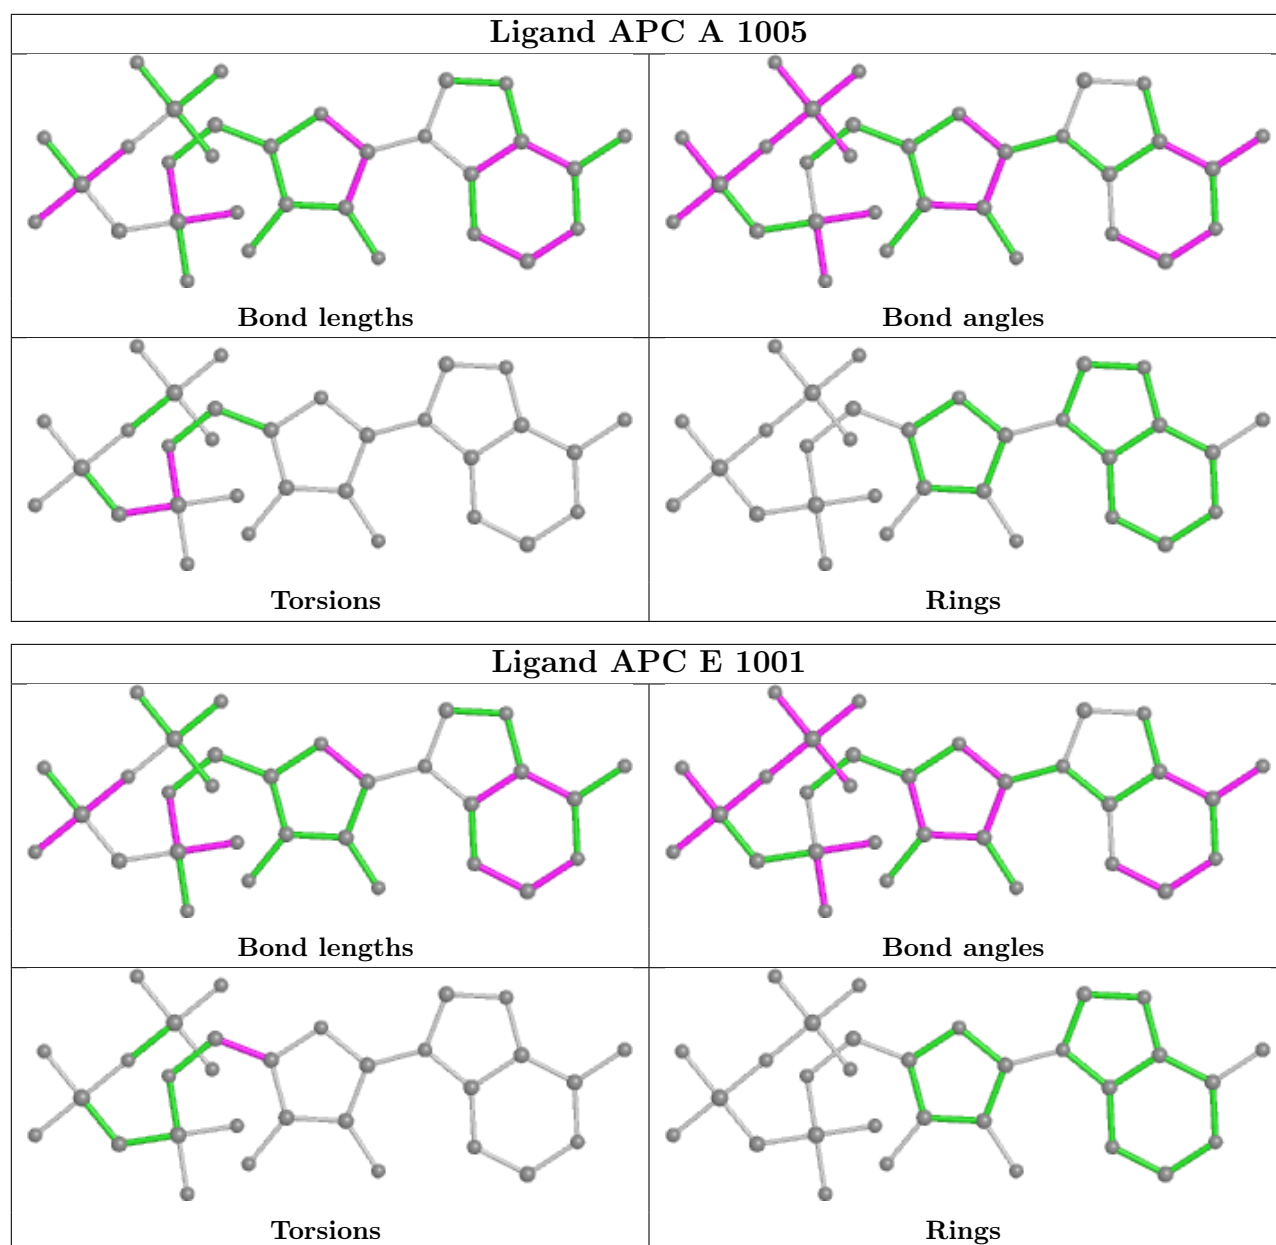 Ligand APC A 1005
Bond lengths
Bond angles
Torsions
Rings
Ligand APC E 1001
Bond lengths
Bond angles
Torsions
Rings